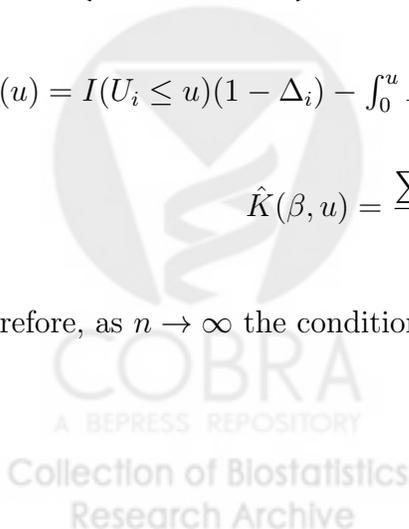 (u) = I(U_i ≤ u)(1 − Δ_i) − ∫_0^u
K̂(β, u) = ∑
refore, as n → ∞ the condition
COBRA
A BEPRESS REPOSITORY
Collection of Biostatistics
Research Archive